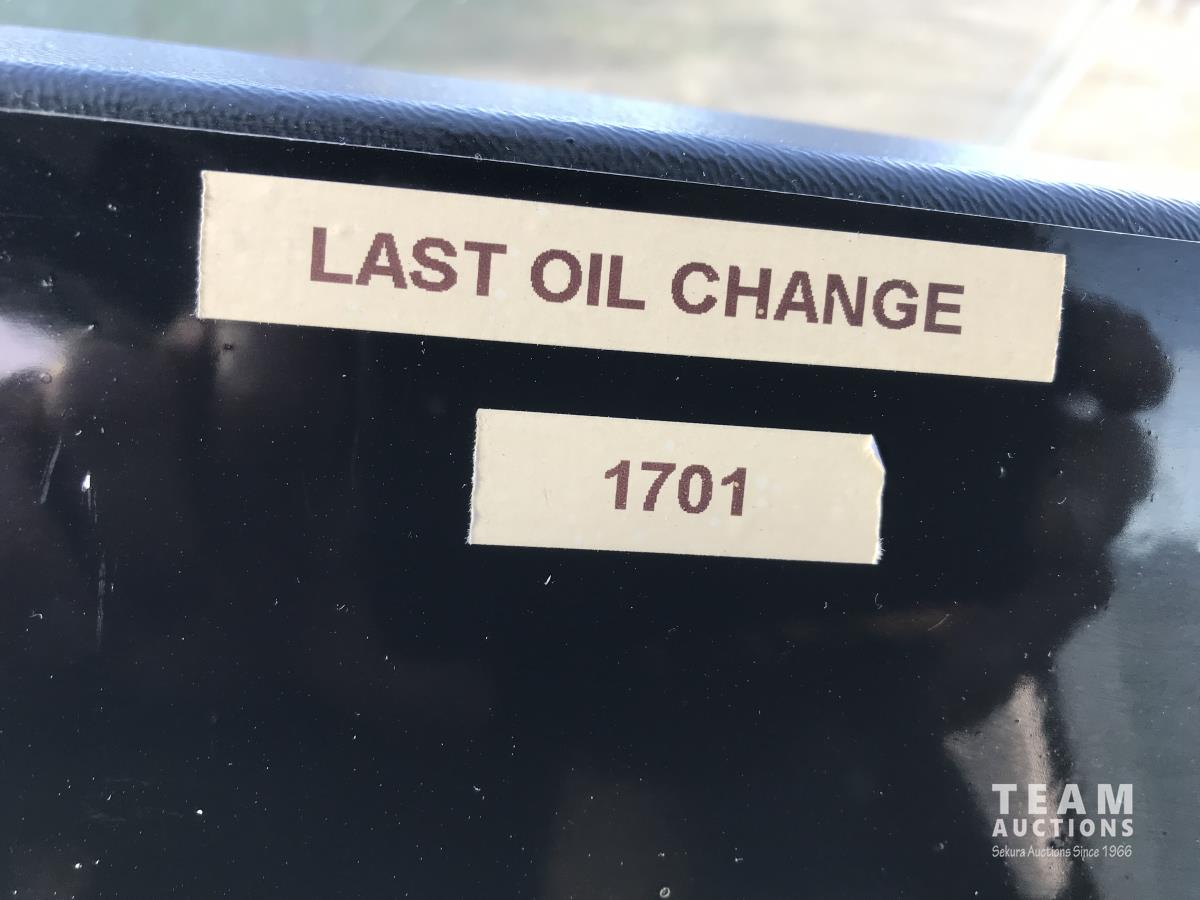 LAST OIL CHANGE
1701
TEAM
AUCTIONS
Sekura Auctions Since 1966